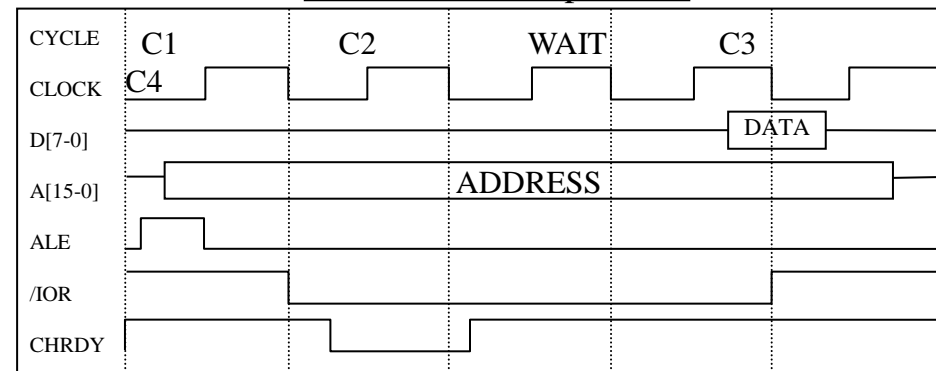 CYCLE C1 C2 WAIT C3
CLOCK C4
D[7-0] DATA
A[15-0] ADDRESS
ALE
/IOR
CHRDY